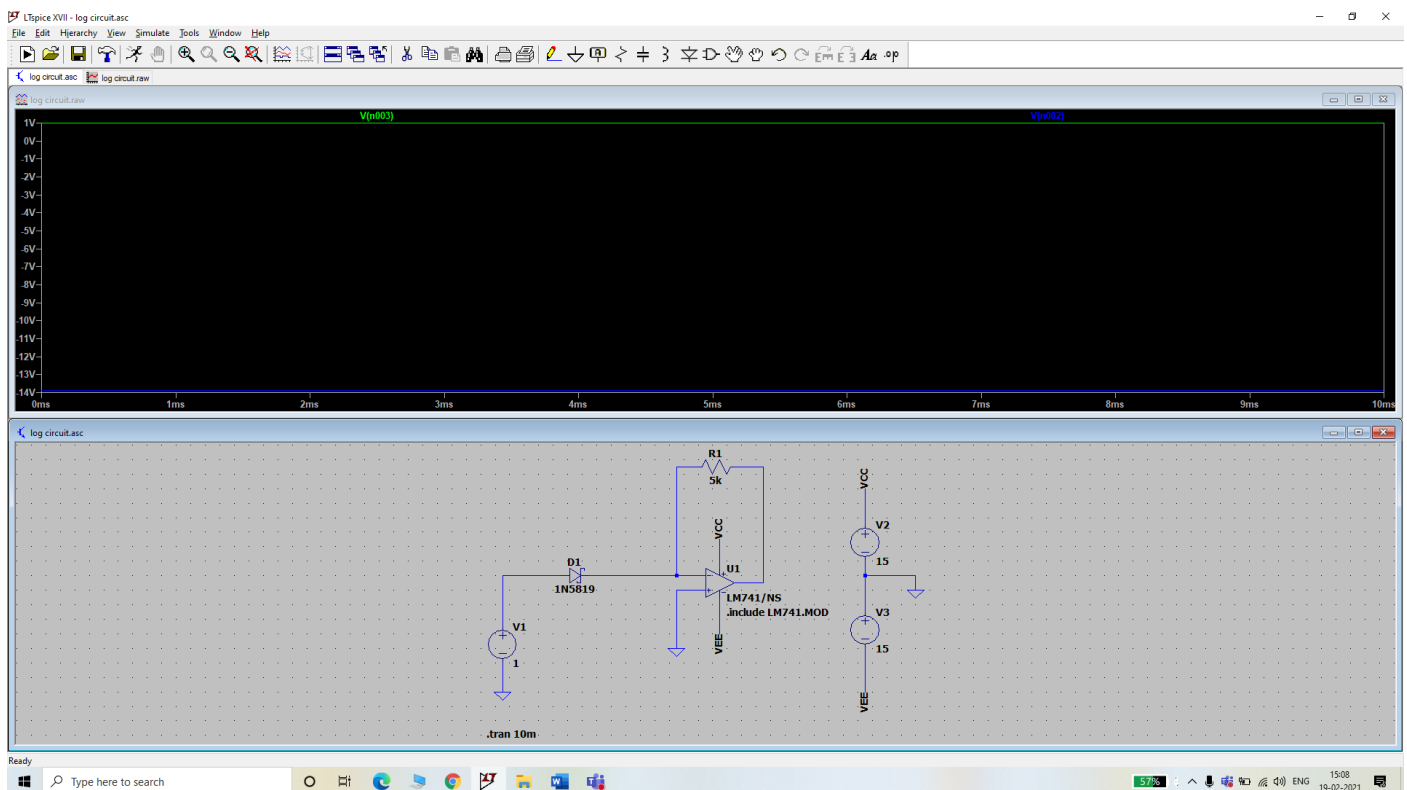 LTspice XVII - log circuit.asc
File Edit Hierarchy View Simulate Tools Window Help
log circuit.asc log circuit.raw
log circuit.raw
V(n003) V(n002)
1V
0V
-1V
-2V
-3V
-4V
-5V
-6V
-7V
-8V
-9V
-10V
-11V
-12V
-13V
-14V
0ms 1ms 2ms 3ms 4ms 5ms 6ms 7ms 8ms 9ms 10ms
log circuit.asc
R1
5k
VCC
V2
15
VCC
D1
1N5819
U1
LM741/NS
.include LM741.MOD
V3
15
V1
1
VEE
VEE
.tran 10m
Ready
Type here to search
57%
ENG
15:08
19-02-2021